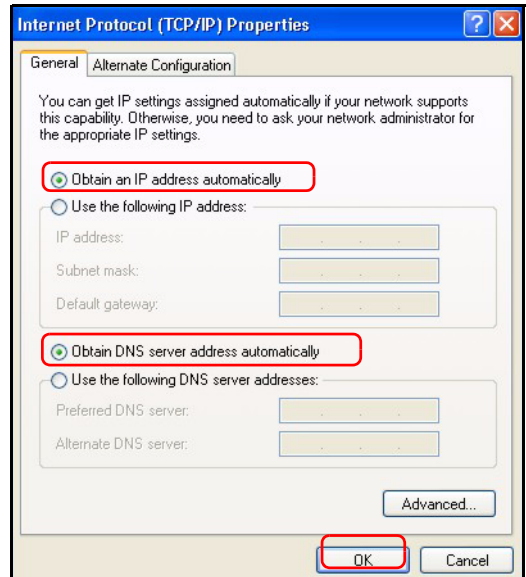 Internet Protocol (TCP/IP) Properties
General
Alternate Configuration
You can get IP settings assigned automatically if your network supports
this capability. Otherwise, you need to ask your network administrator for
the appropriate IP settings.
Obtain an IP address automatically
Use the following IP address:
IP address:
Subnet mask:
Default gateway:
Obtain DNS server address automatically
Use the following DNS server addresses:
Preferred DNS server:
Alternate DNS server:
Advanced...
OK
Cancel